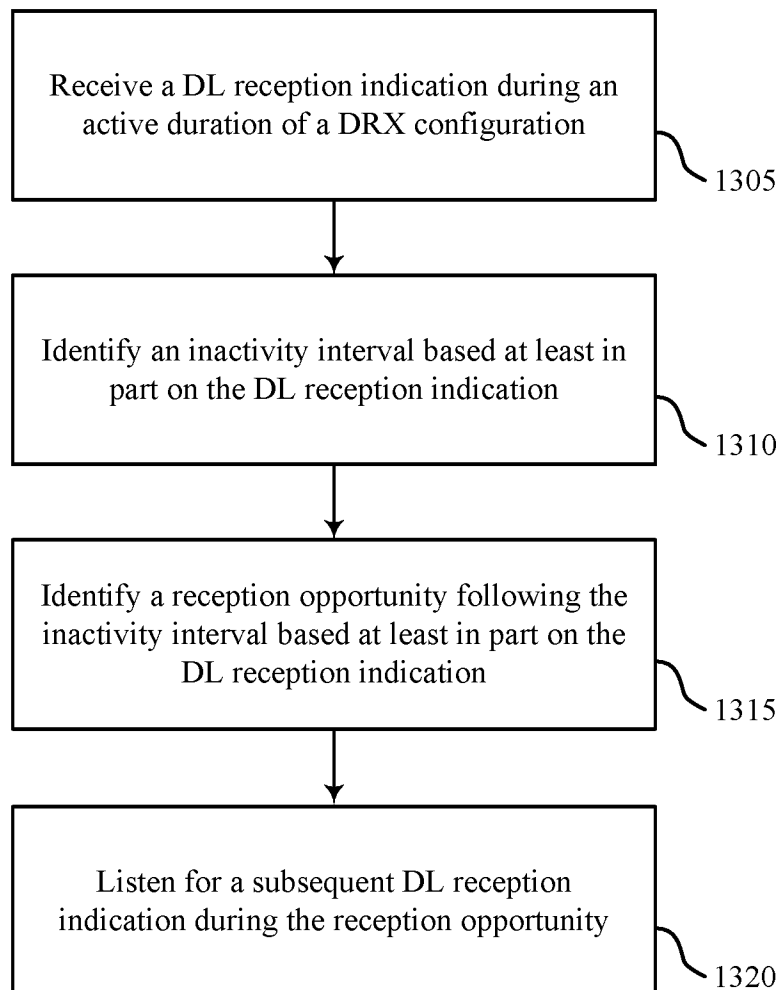 Receive a DL reception indication during an
active duration of a DRX configuration
1305
Identify an inactivity interval based at least in
part on the DL reception indication
1310
Identify a reception opportunity following the
inactivity interval based at least in part on the
DL reception indication
1315
Listen for a subsequent DL reception
indication during the reception opportunity
1320